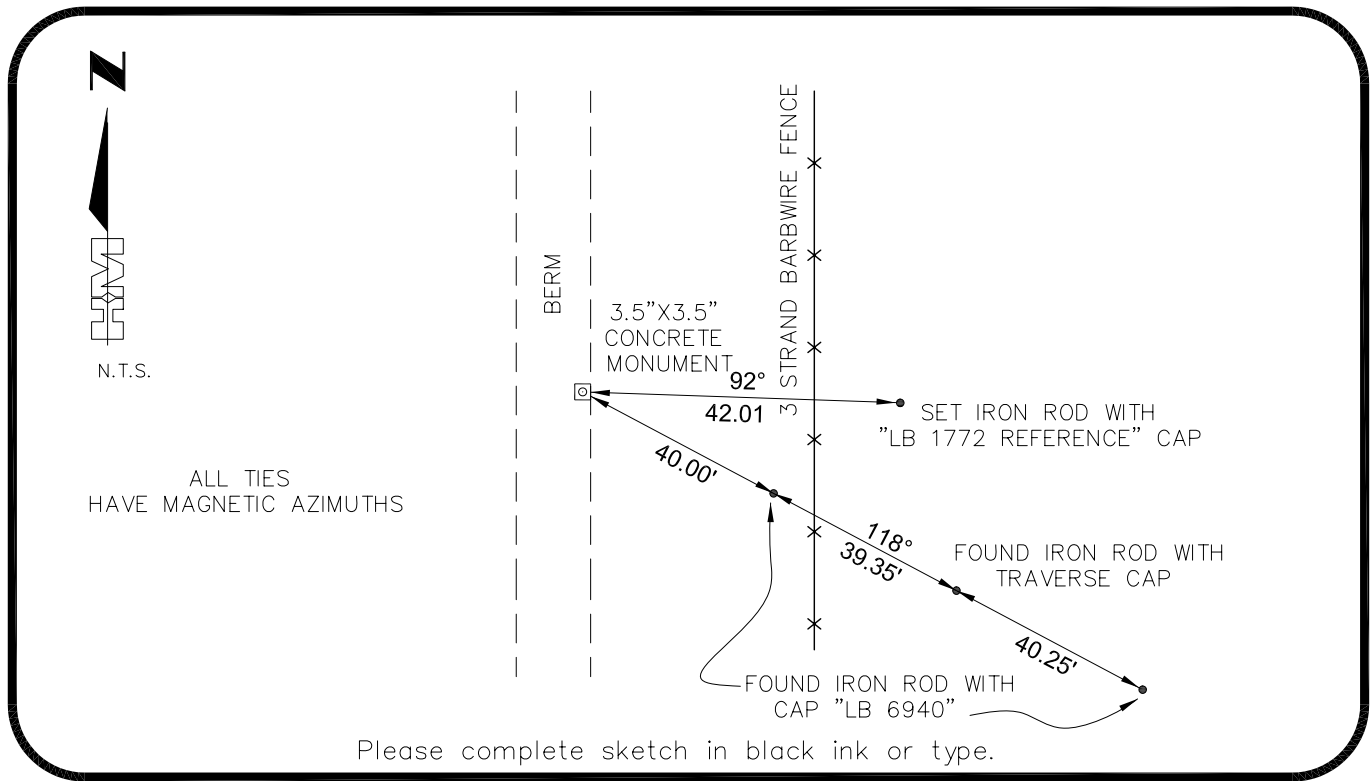 N
HM
N.T.S.
BERM
3 STRAND BARBWIRE FENCE
3.5"X3.5"
CONCRETE
MONUMENT
92°
42.01
SET IRON ROD WITH
"LB 1772 REFERENCE" CAP
40.00'
ALL TIES
HAVE MAGNETIC AZIMUTHS
118°
39.35'
FOUND IRON ROD WITH
TRAVERSE CAP
40.25'
FOUND IRON ROD WITH
CAP "LB 6940"
Please complete sketch in black ink or type.